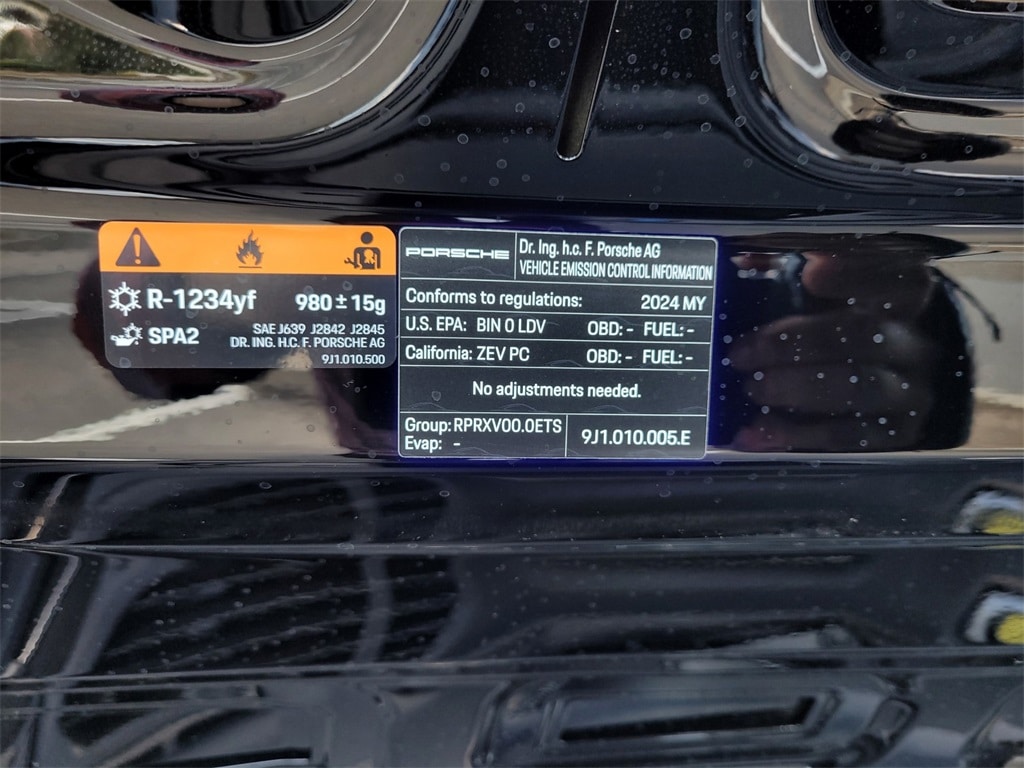 R-1234yf 980 ± 15g
SPA2
SAE J639 J2842 J2845
DR. ING. H.C. F. PORSCHE AG
9J1.010.500
PORSCHE
Dr. Ing. h.c. F. Porsche AG
VEHICLE EMISSION CONTROL INFORMATION
Conforms to regulations: 2024 MY
U.S. EPA: BIN 0 LDV OBD: - FUEL: -
California: ZEV PC OBD: - FUEL: -
No adjustments needed.
Group: RPRXV00.0ETS
Evap: -
9J1.010.005.E